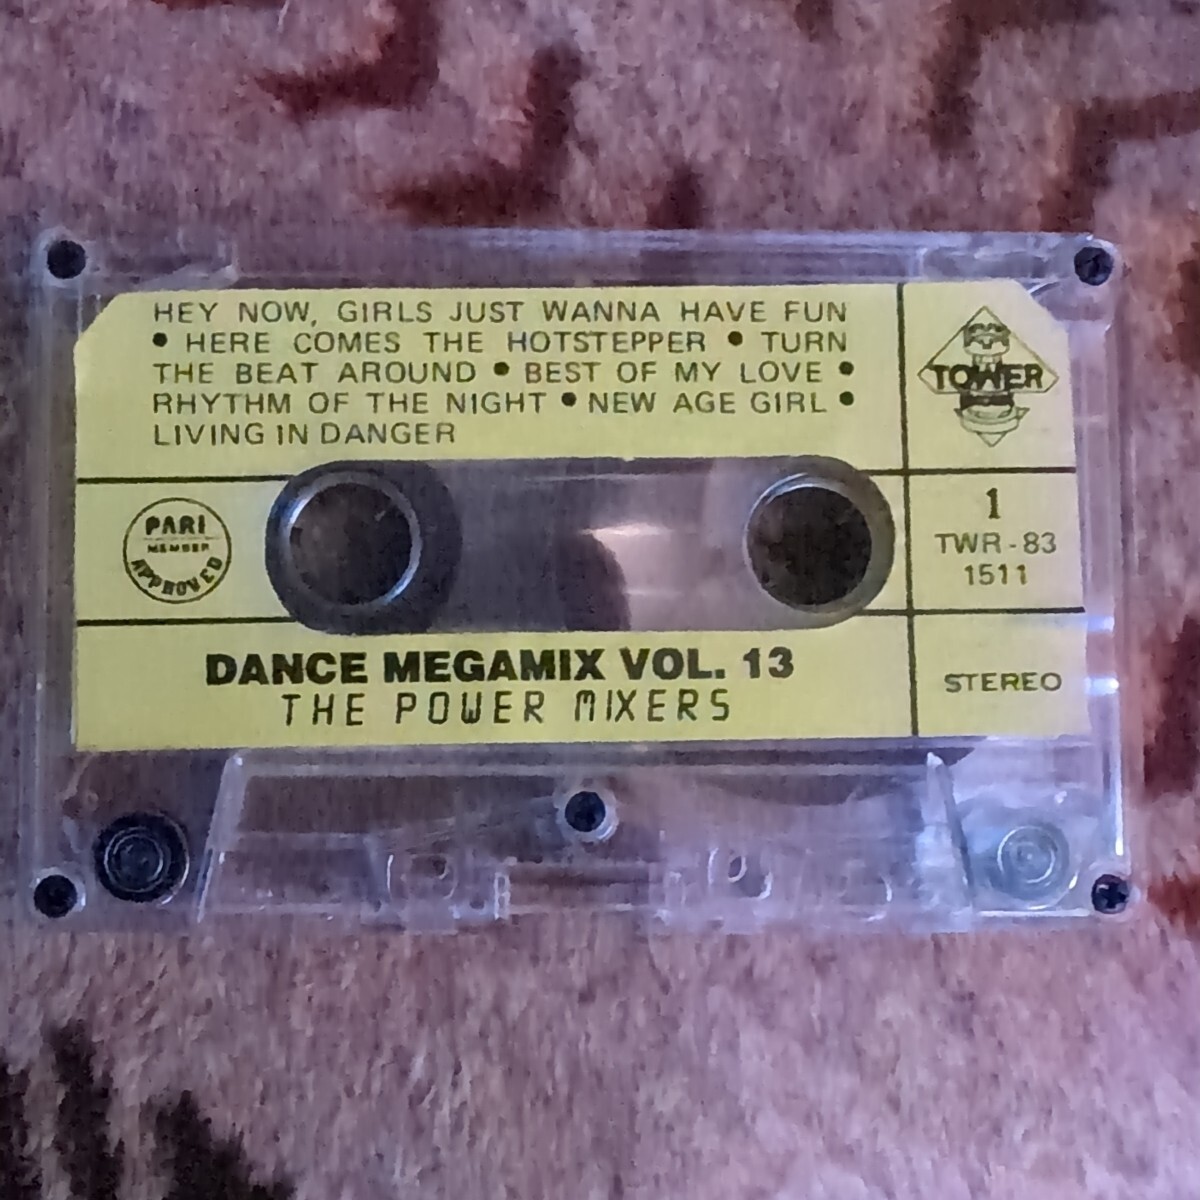 HEY NOW, GIRLS JUST WANNA HAVE FUN
• HERE COMES THE HOTSTEPPER • TURN
THE BEAT AROUND • BEST OF MY LOVE •
RHYTHM OF THE NIGHT • NEW AGE GIRL •
LIVING IN DANGER
TOWER
PARI
MEMBER
APPROVED
1
TWR-83
1511
DANCE MEGAMIX VOL. 13
THE POWER MIXERS
STEREO